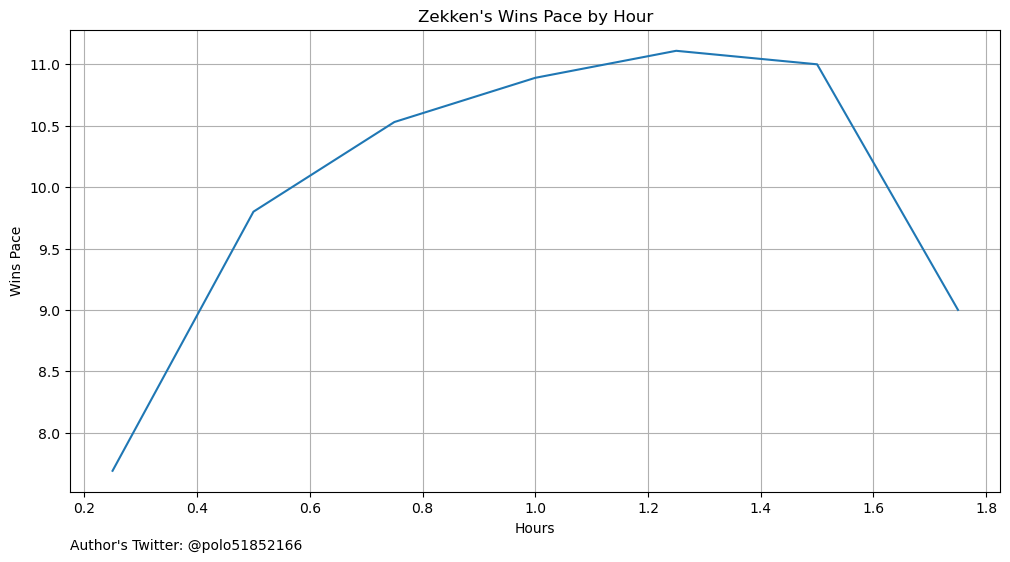 Zekken's Wins Pace by Hour
Wins Pace
11.0
10.5
10.0
9.5
9.0
8.5
8.0
0.2 0.4 0.6 0.8 1.0 1.2 1.4 1.6 1.8
Hours
Author's Twitter: @polo51852166